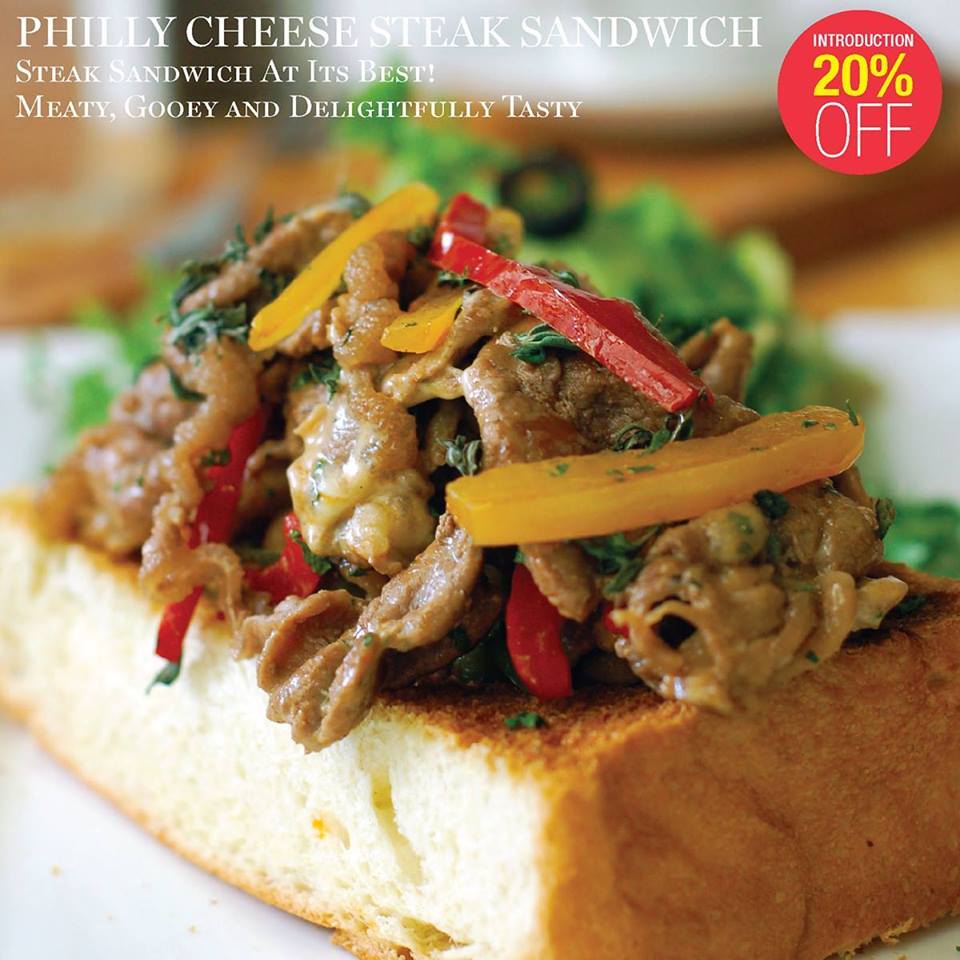 PHILLY CHEESE STEAK SANDWICH
STEAK SANDWICH AT ITS BEST!
MEATY, GOOEY AND DELIGHTFULLY TASTY
INTRODUCTION
20%
OFF